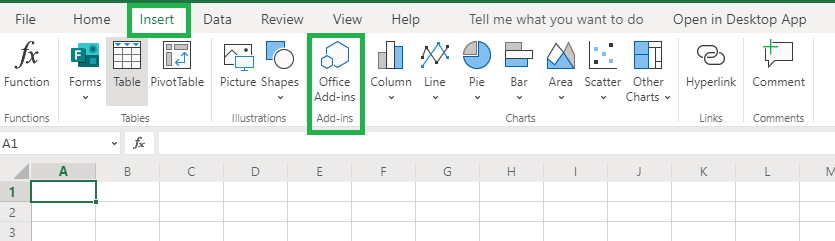 File Home Insert Data Review View Help Tell me what you want to do Open in Desktop App
fx
Function Forms Table PivotTable Picture Shapes Office Add-ins Column Line Pie Bar Area Scatter Other Charts Hyperlink Comment
Functions Tables Illustrations Add-ins Charts Links Comments
A1 fx
A B C D E F G H I J K L M
1
2
3